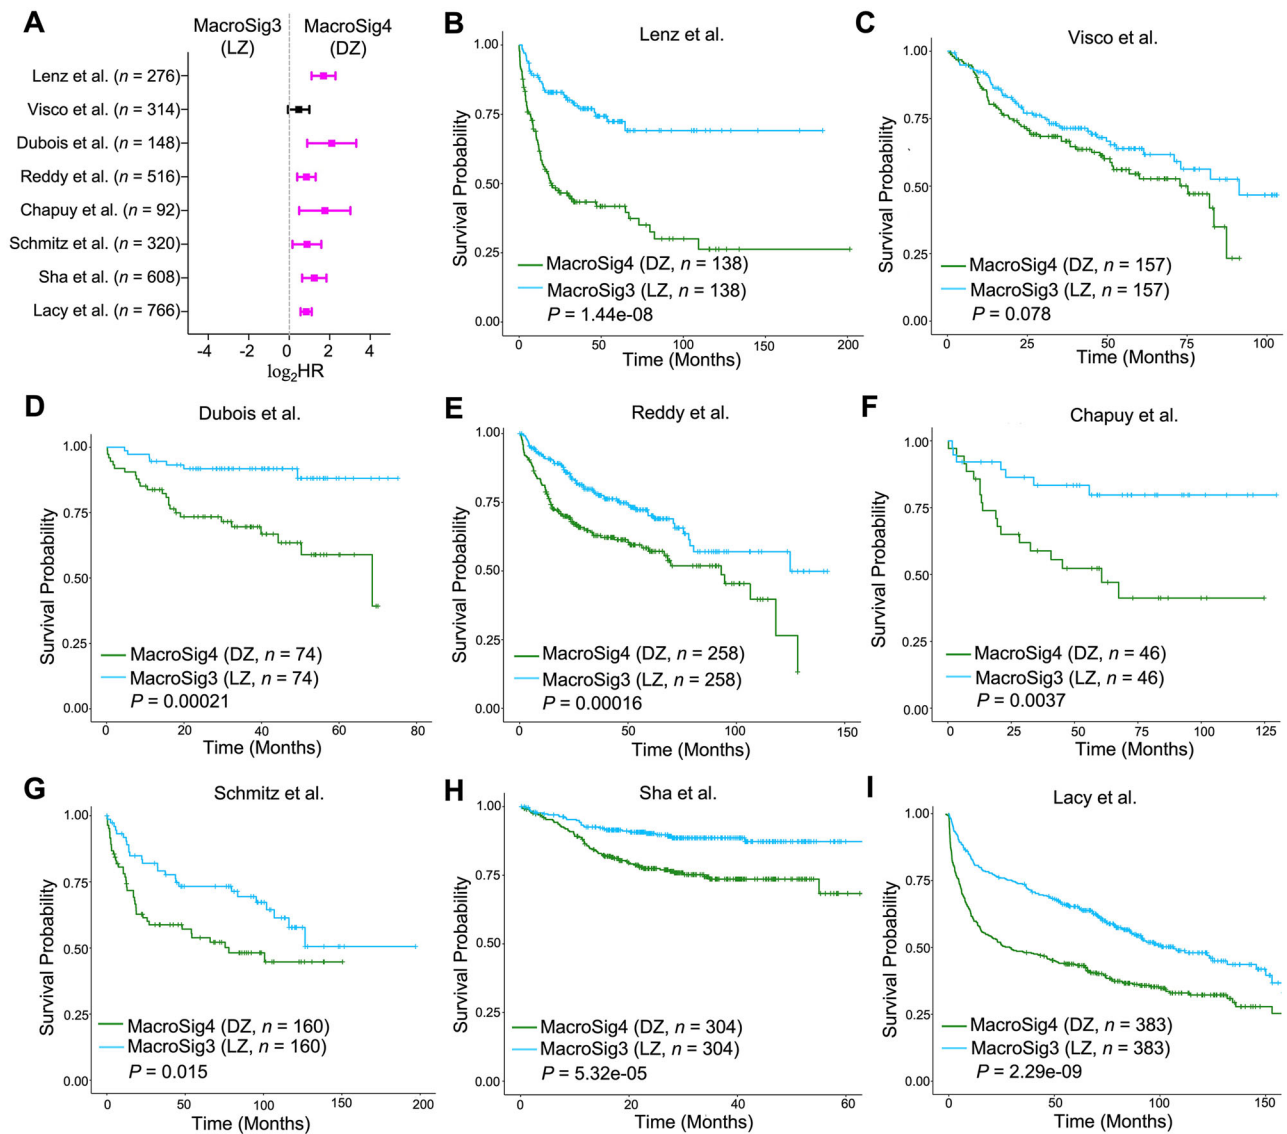 A
MacroSig3
(LZ)
MacroSig4
(DZ)
Lenz et al. (n = 276)
Visco et al. (n = 314)
Dubois et al. (n = 148)
Reddy et al. (n = 516)
Chapuy et al. (n = 92)
Schmitz et al. (n = 320)
Sha et al. (n = 608)
Lacy et al. (n = 766)
-4 -2 0 2 4
log₂HR
B
Lenz et al.
Survival Probability
1.00
0.75
0.50
0.25
0.00
MacroSig4 (DZ, n = 138)
MacroSig3 (LZ, n = 138)
P = 1.44e-08
0 50 100 150 200
Time (Months)
C
Visco et al.
Survival Probability
1.00
0.75
0.50
0.25
0.00
MacroSig4 (DZ, n = 157)
MacroSig3 (LZ, n = 157)
P = 0.078
0 25 50 75 100
Time (Months)
D
Dubois et al.
Survival Probability
1.00
0.75
0.50
0.25
0.00
MacroSig4 (DZ, n = 74)
MacroSig3 (LZ, n = 74)
P = 0.00021
0 20 40 60 80
Time (Months)
E
Reddy et al.
Survival Probability
1.00
0.75
0.50
0.25
0.00
MacroSig4 (DZ, n = 258)
MacroSig3 (LZ, n = 258)
P = 0.00016
0 50 100 150
Time (Months)
F
Chapuy et al.
Survival Probability
1.00
0.75
0.50
0.25
0.00
MacroSig4 (DZ, n = 46)
MacroSig3 (LZ, n = 46)
P = 0.0037
0 25 50 75 100 125
Time (Months)
G
Schmitz et al.
Survival Probability
1.00
0.75
0.50
0.25
0.00
MacroSig4 (DZ, n = 160)
MacroSig3 (LZ, n = 160)
P = 0.015
0 50 100 150 200
Time (Months)
H
Sha et al.
Survival Probability
1.00
0.75
0.50
0.25
0.00
MacroSig4 (DZ, n = 304)
MacroSig3 (LZ, n = 304)
P = 5.32e-05
0 20 40 60
Time (Months)
I
Lacy et al.
Survival Probability
1.00
0.75
0.50
0.25
0.00
MacroSig4 (DZ, n = 383)
MacroSig3 (LZ, n = 383)
P = 2.29e-09
0 50 100 150
Time (Months)